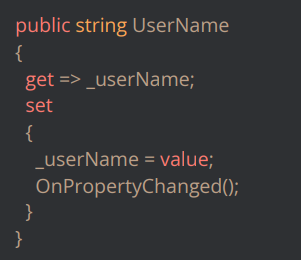 public string UserName
{
get => _userName;
set
{
_userName = value;
OnPropertyChanged();
}
}